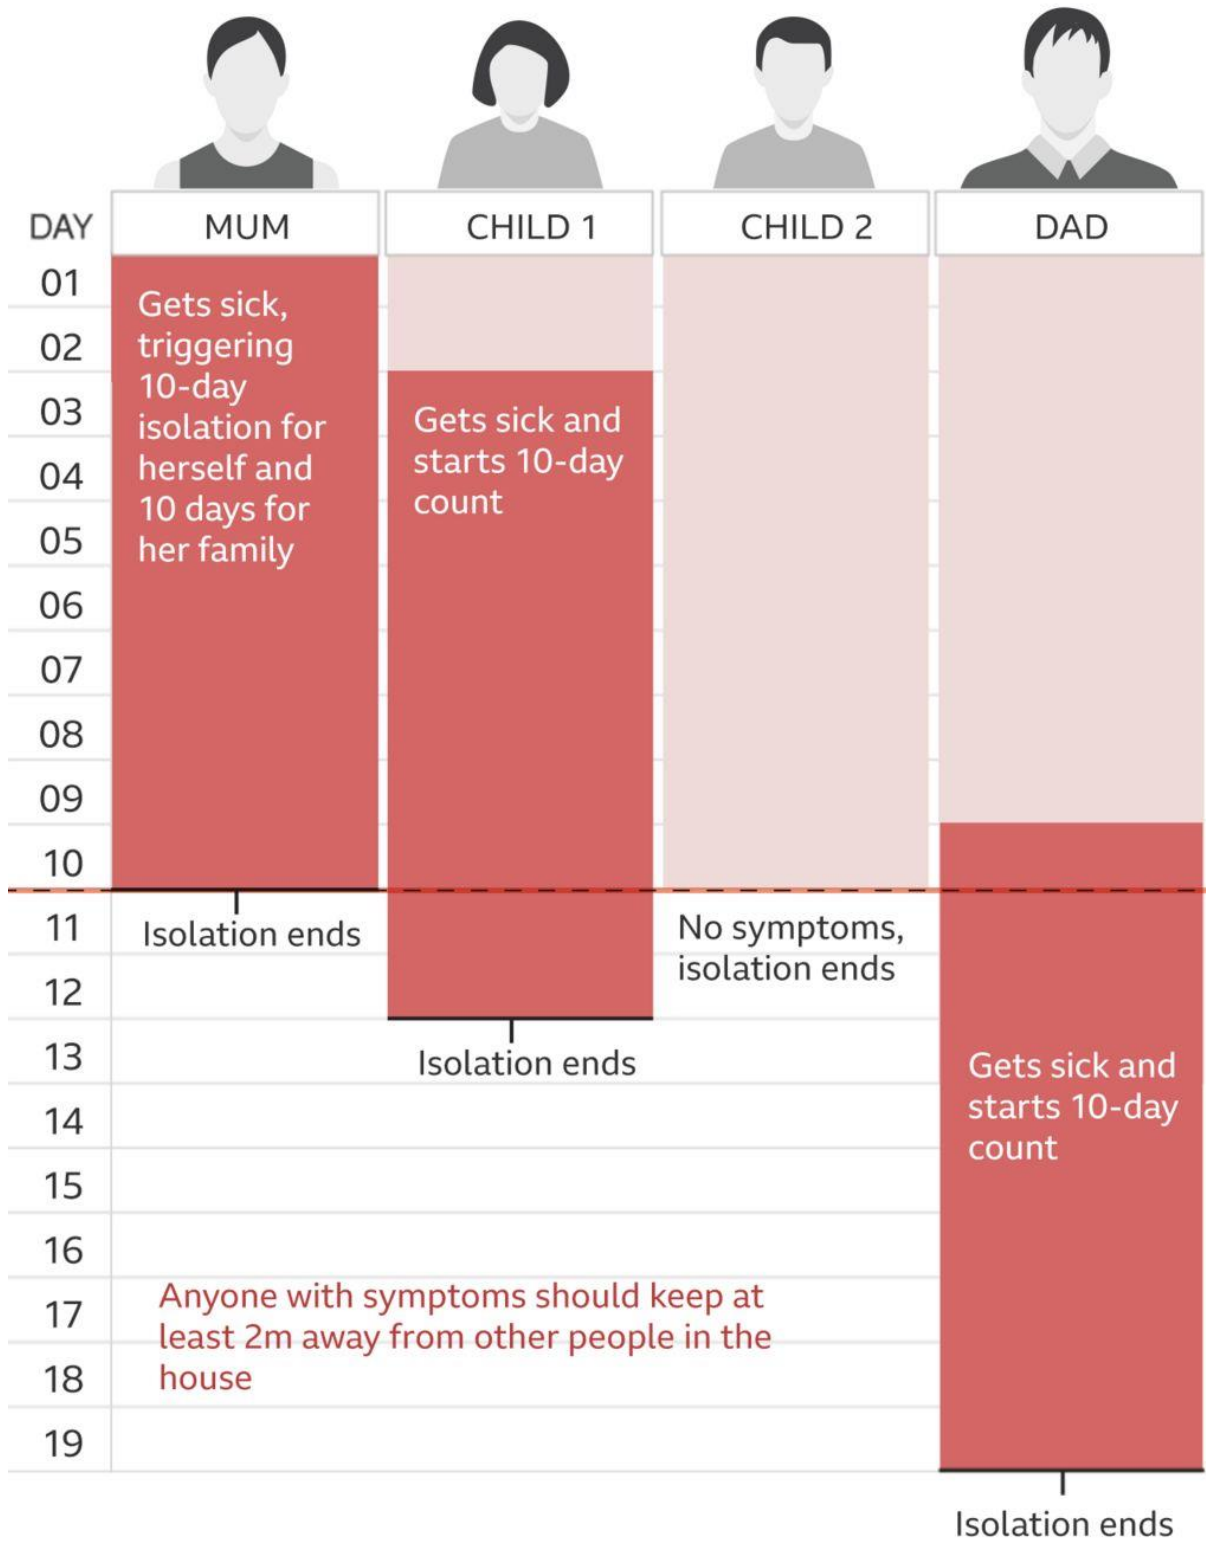 DAY
MUM
CHILD 1
CHILD 2
DAD
01
02
03
04
05
06
07
08
09
10
11
12
13
14
15
16
17
18
19
Gets sick,
triggering
10-day
isolation for
herself and
10 days for
her family
Isolation ends
Gets sick and
starts 10-day
count
Isolation ends
No symptoms,
isolation ends
Gets sick and
starts 10-day
count
Isolation ends
Anyone with symptoms should keep at
least 2m away from other people in the
house